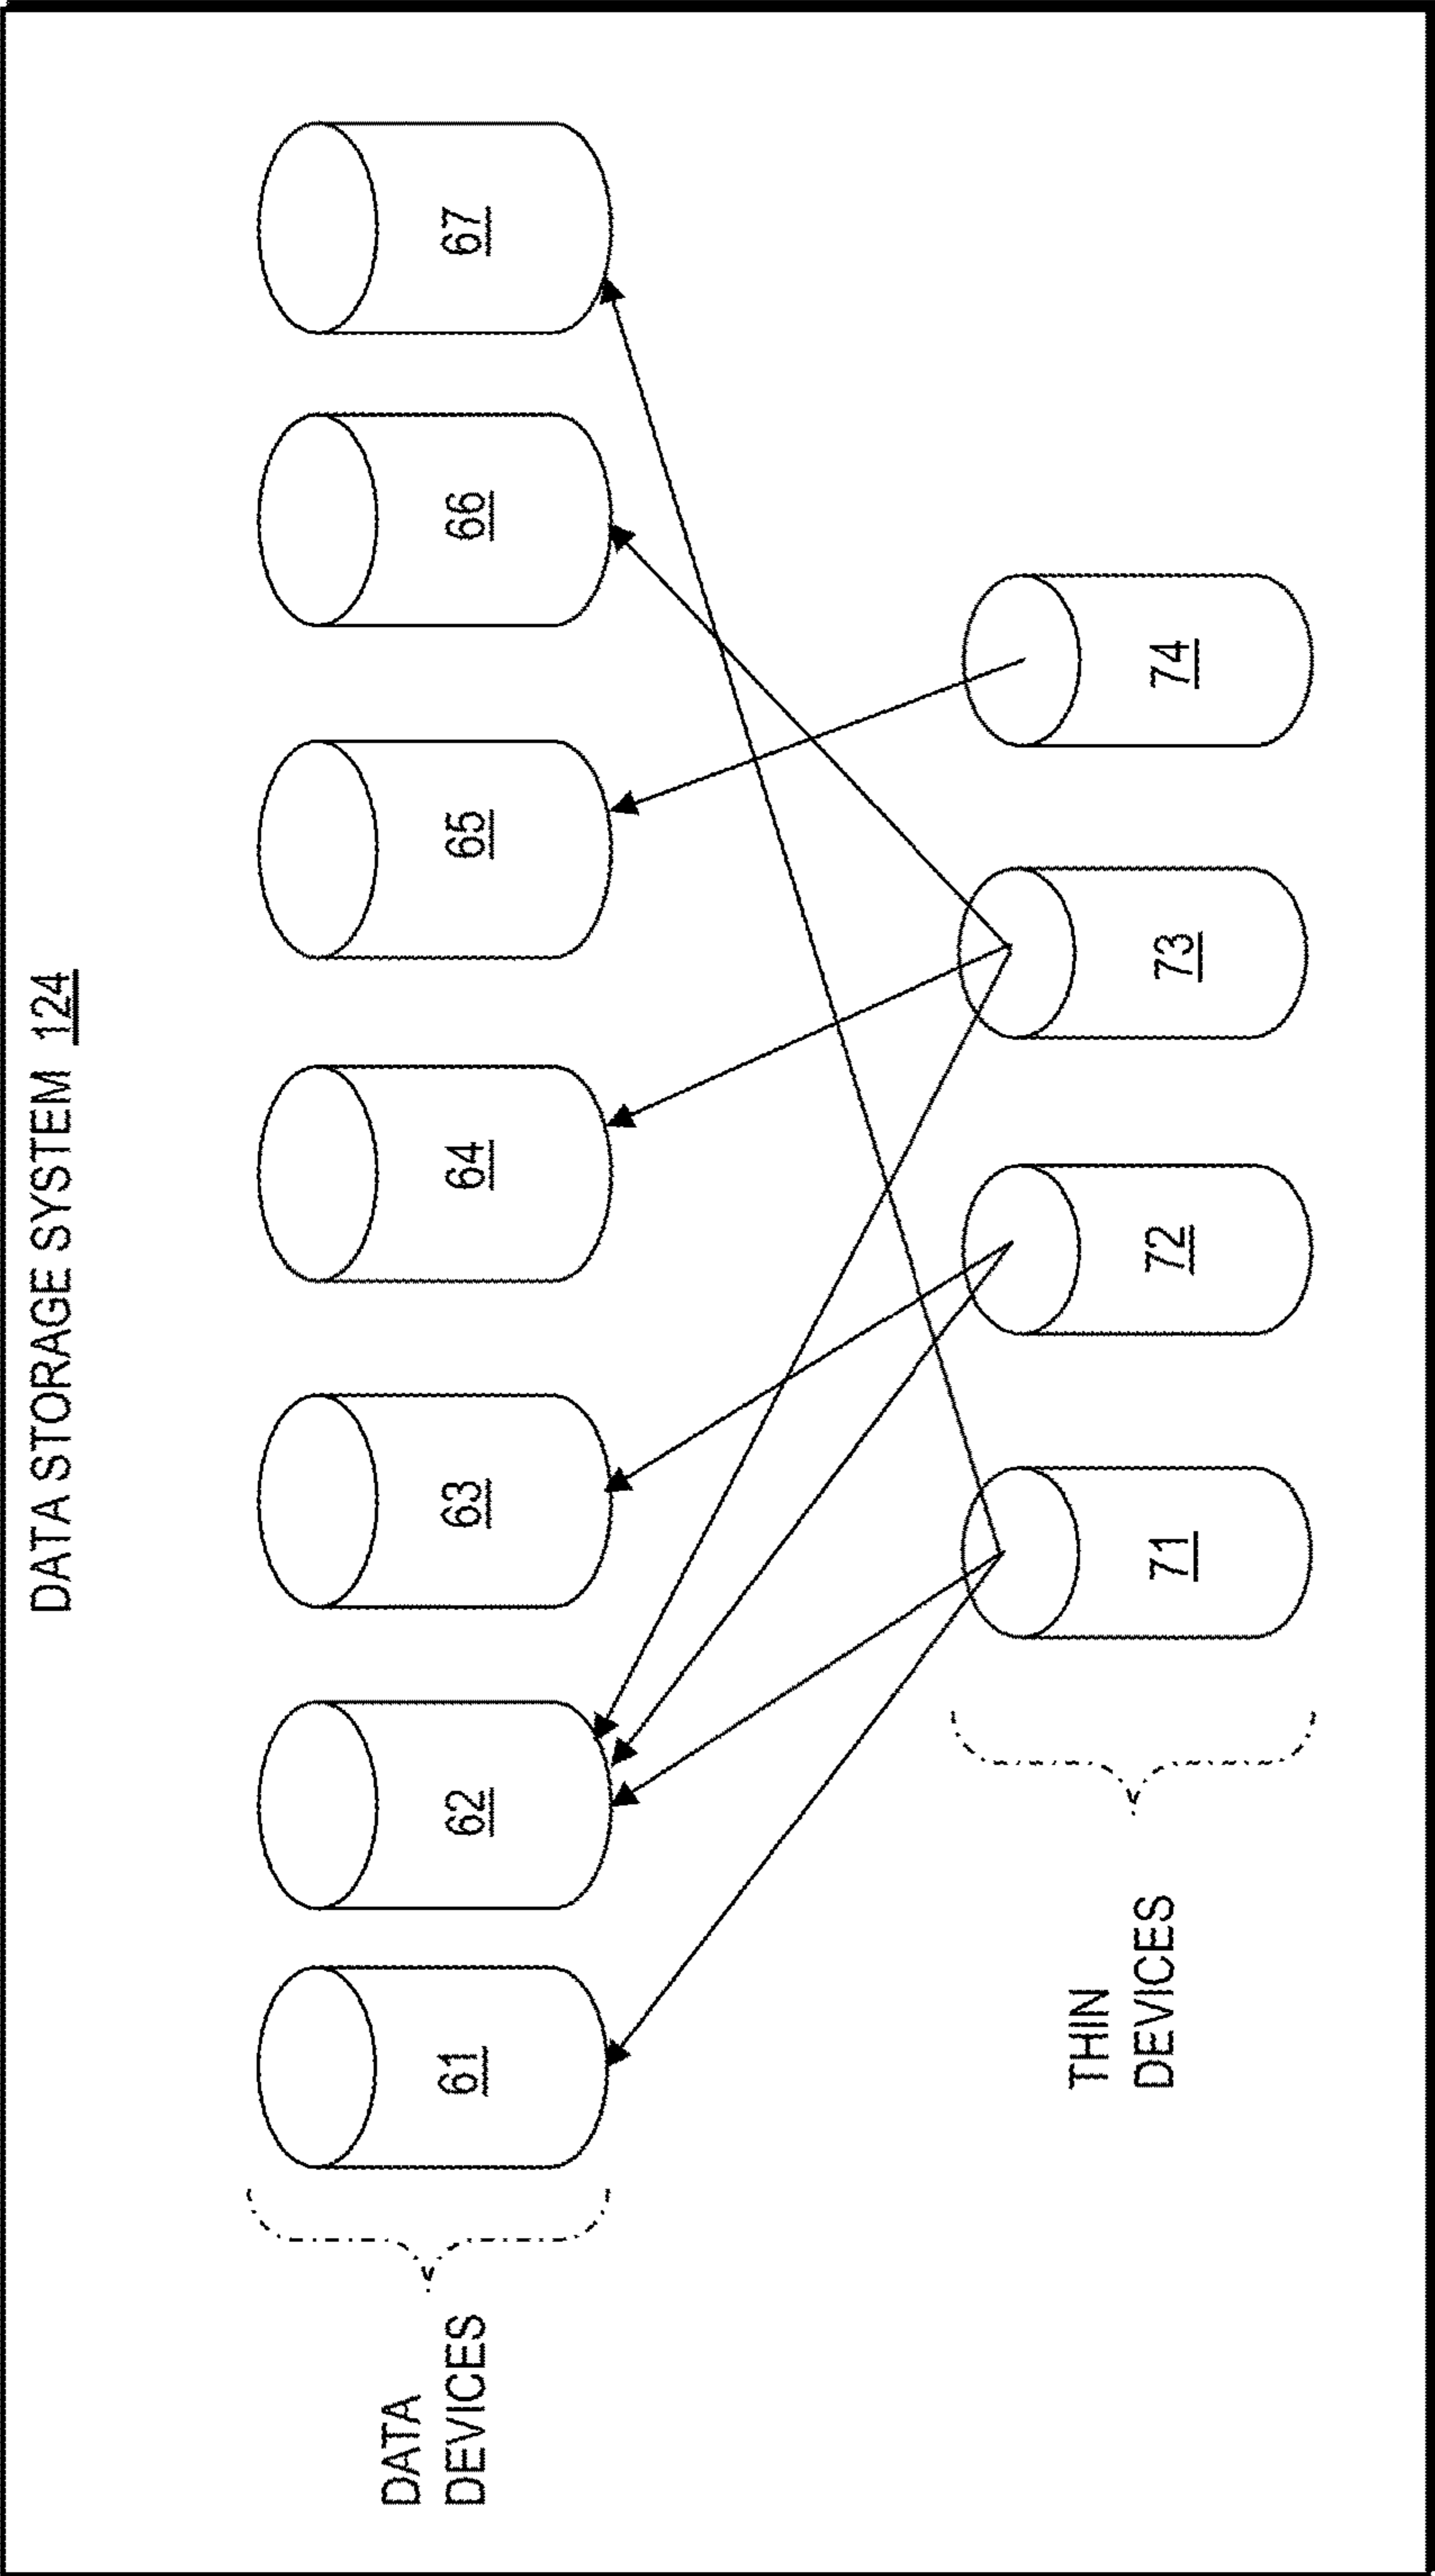 DATA STORAGE SYSTEM 124
DATA
DEVICES
61
62
63
64
65
66
67
THIN
DEVICES
71
72
73
74